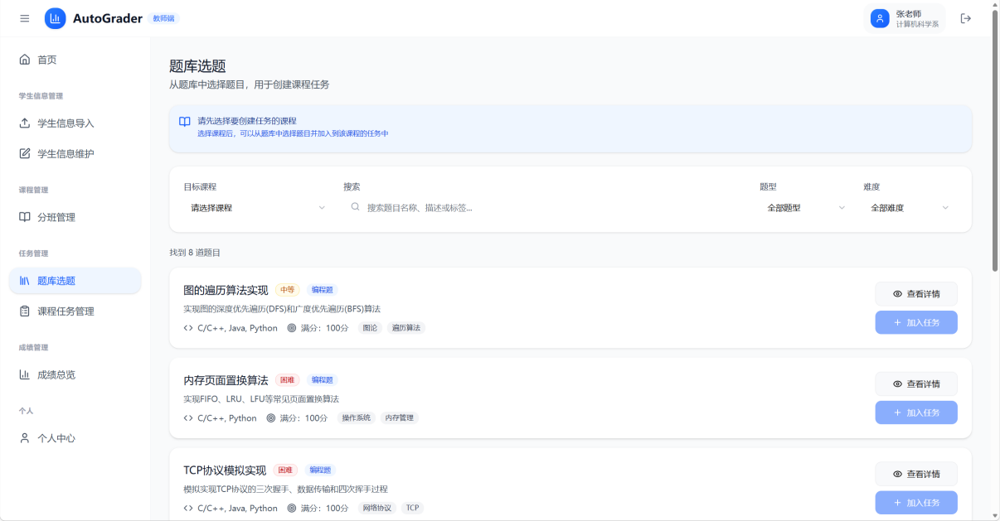 AutoGrader 教师端
张老师
计算机科学系
首页
学生信息管理
学生信息导入
学生信息维护
课程管理
分班管理
任务管理
题库选题
课程任务管理
成绩管理
成绩总览
个人
个人中心
题库选题
从题库中选择题目，用于创建课程任务
请先选择要创建任务的课程
选择课程后，可以从题库中选择题目并加入到该课程的任务中
目标课程 搜索 题型 难度
请选择课程 搜索题目名称、描述或标签... 全部题型 全部难度
找到 8 道题目
图的遍历算法实现 中等 编程题
实现图的深度优先遍历(DFS)和广度优先遍历(BFS)算法
C/C++, Java, Python 满分：100分 图论 遍历算法
查看详情
加入任务
内存页面置换算法 困难 编程题
实现FIFO、LRU、LFU等常见页面置换算法
C/C++, Python 满分：100分 操作系统 内存管理
查看详情
加入任务
TCP协议模拟实现 困难 编程题
模拟实现TCP协议的三次握手、数据传输和四次挥手过程
C/C++, Java, Python 满分：100分 网络协议 TCP
查看详情
加入任务